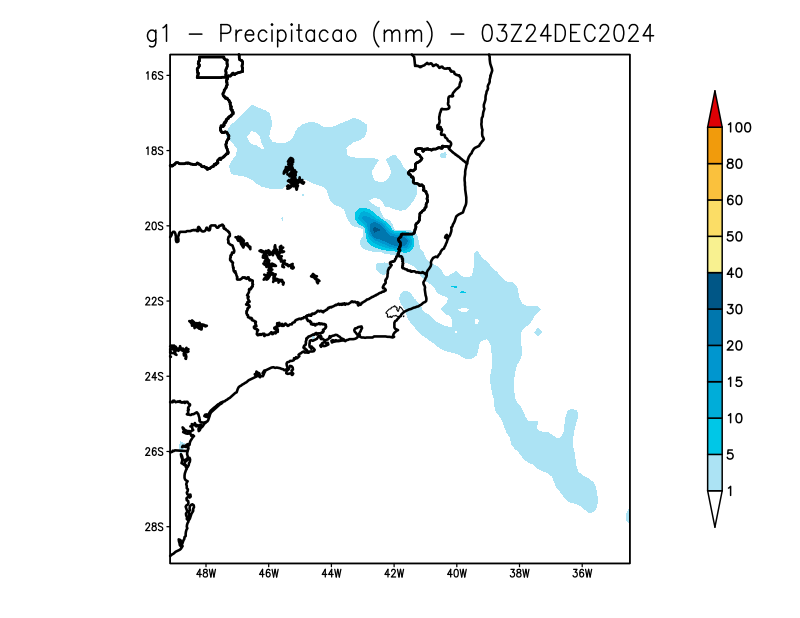 g1 – Precipitacao (mm) – 03Z24DEC2024
16S
18S
20S
22S
24S
26S
28S
48W 46W 44W 42W 40W 38W 36W
100
80
60
50
40
30
20
15
10
5
1